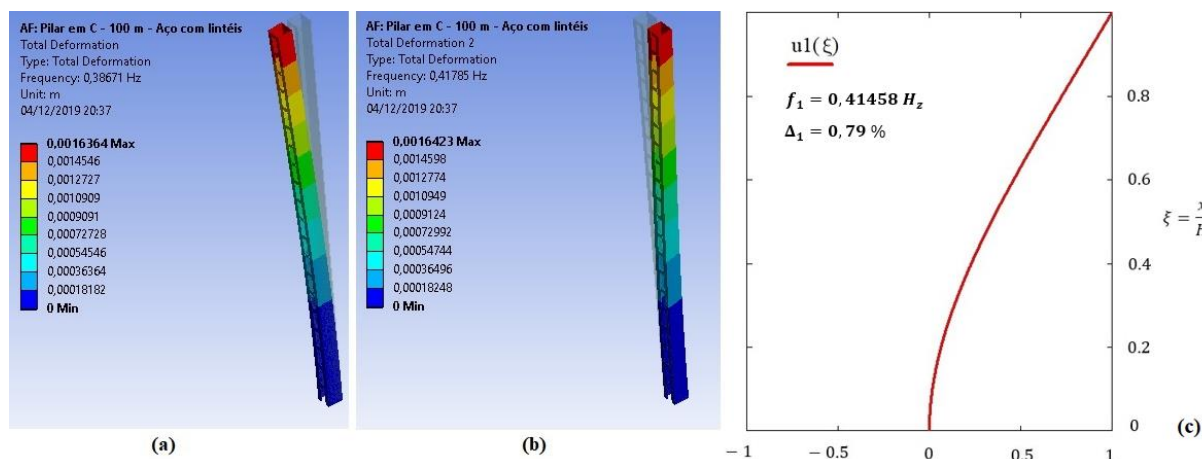 AF: Pilar em C - 100 m - Aço com lintéis
Total Deformation
Type: Total Deformation
Frequency: 0,38671 Hz
Unit: m
04/12/2019 20:37
0,0016364 Max
0,0014546
0,0012727
0,0010909
0,0009091
0,00072728
0,00054546
0,00036364
0,00018182
0 Min
(a)
AF: Pilar em C - 100 m - Aço com lintéis
Total Deformation 2
Type: Total Deformation
Frequency: 0,41785 Hz
Unit: m
04/12/2019 20:37
0,0016423 Max
0,0014598
0,0012774
0,0010949
0,0009124
0,00072992
0,00054744
0,00036496
0,00018248
0 Min
(b)
u1(ξ)
f₁ = 0,41458 H_z
Δ₁ = 0,79 %
0.8
0.6
ξ =
0.4
0.2
0
−1
−0.5
0
0.5
1
(c)